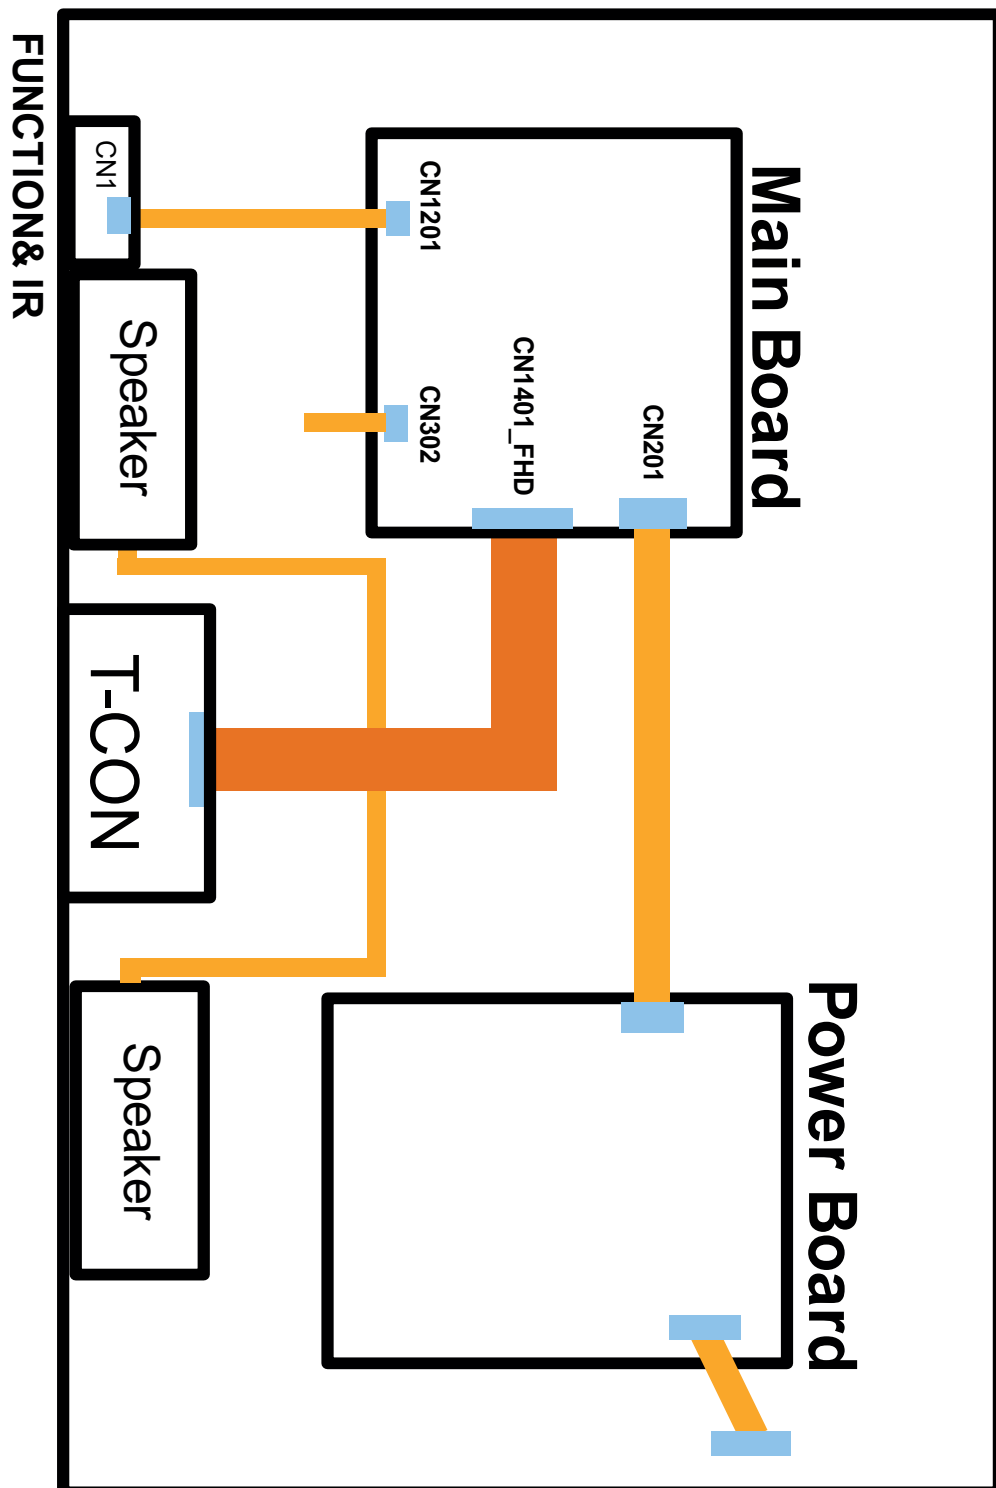 Main Board
Power Board
CN201
CN1401_FHD
CN1201
CN302
CN1
Speaker
T-CON
Speaker
FUNCTION& IR